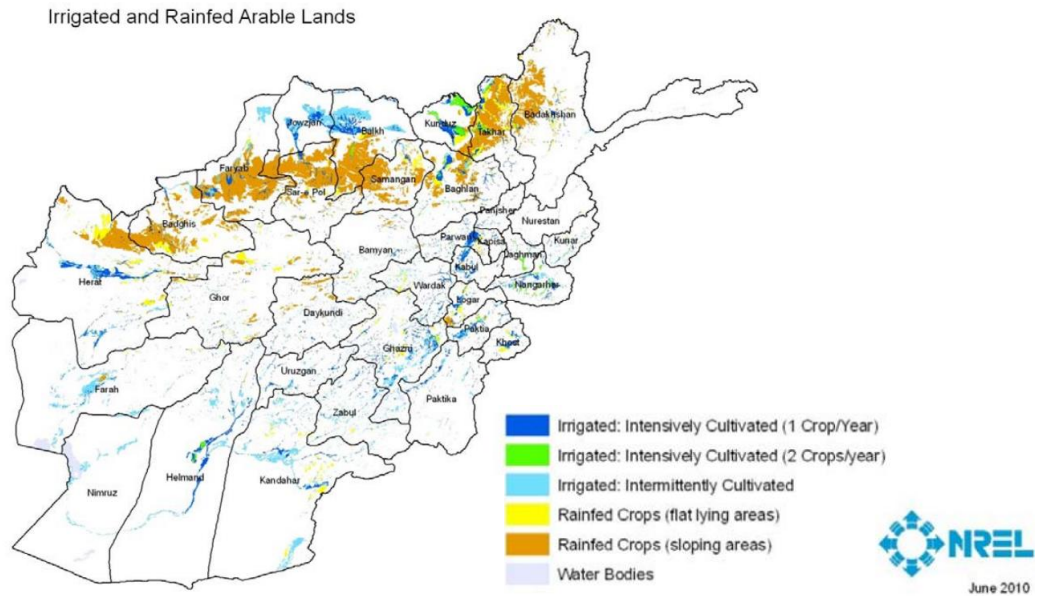 Irrigated and Rainfed Arable Lands
Jowzjan
Balkh
Kunduz
Takhar
Badakhshan
Faryab
Sar-e Pol
Samangan
Baghlan
Badghis
Panjsher
Nurestan
Bamyan
Parwan
Kapisa
Kunar
Laghman
Herat
Kabul
Nangarhar
Wardak
Ghor
Logar
Daykundi
Paktia
Ghazni
Khost
Uruzgan
Farah
Paktika
Zabul
Helmand
Kandahar
Nimruz
Irrigated: Intensively Cultivated (1 Crop/Year)
Irrigated: Intensively Cultivated (2 Crops/year)
Irrigated: Intermittently Cultivated
Rainfed Crops (flat lying areas)
Rainfed Crops (sloping areas)
Water Bodies
NREL
June 2010